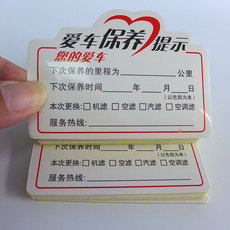 爱车保养提示
您的爱车
下次保养的里程为________公里
下次保养时间____年__月__日
(以先到为准)
本次更换:□机滤 □空滤 □汽滤 □空调滤
服务热线:
下次保养时间____年__月__日
(以先到为准)
本次更换:□机滤 □空滤 □汽滤 □空调滤
服务热线: